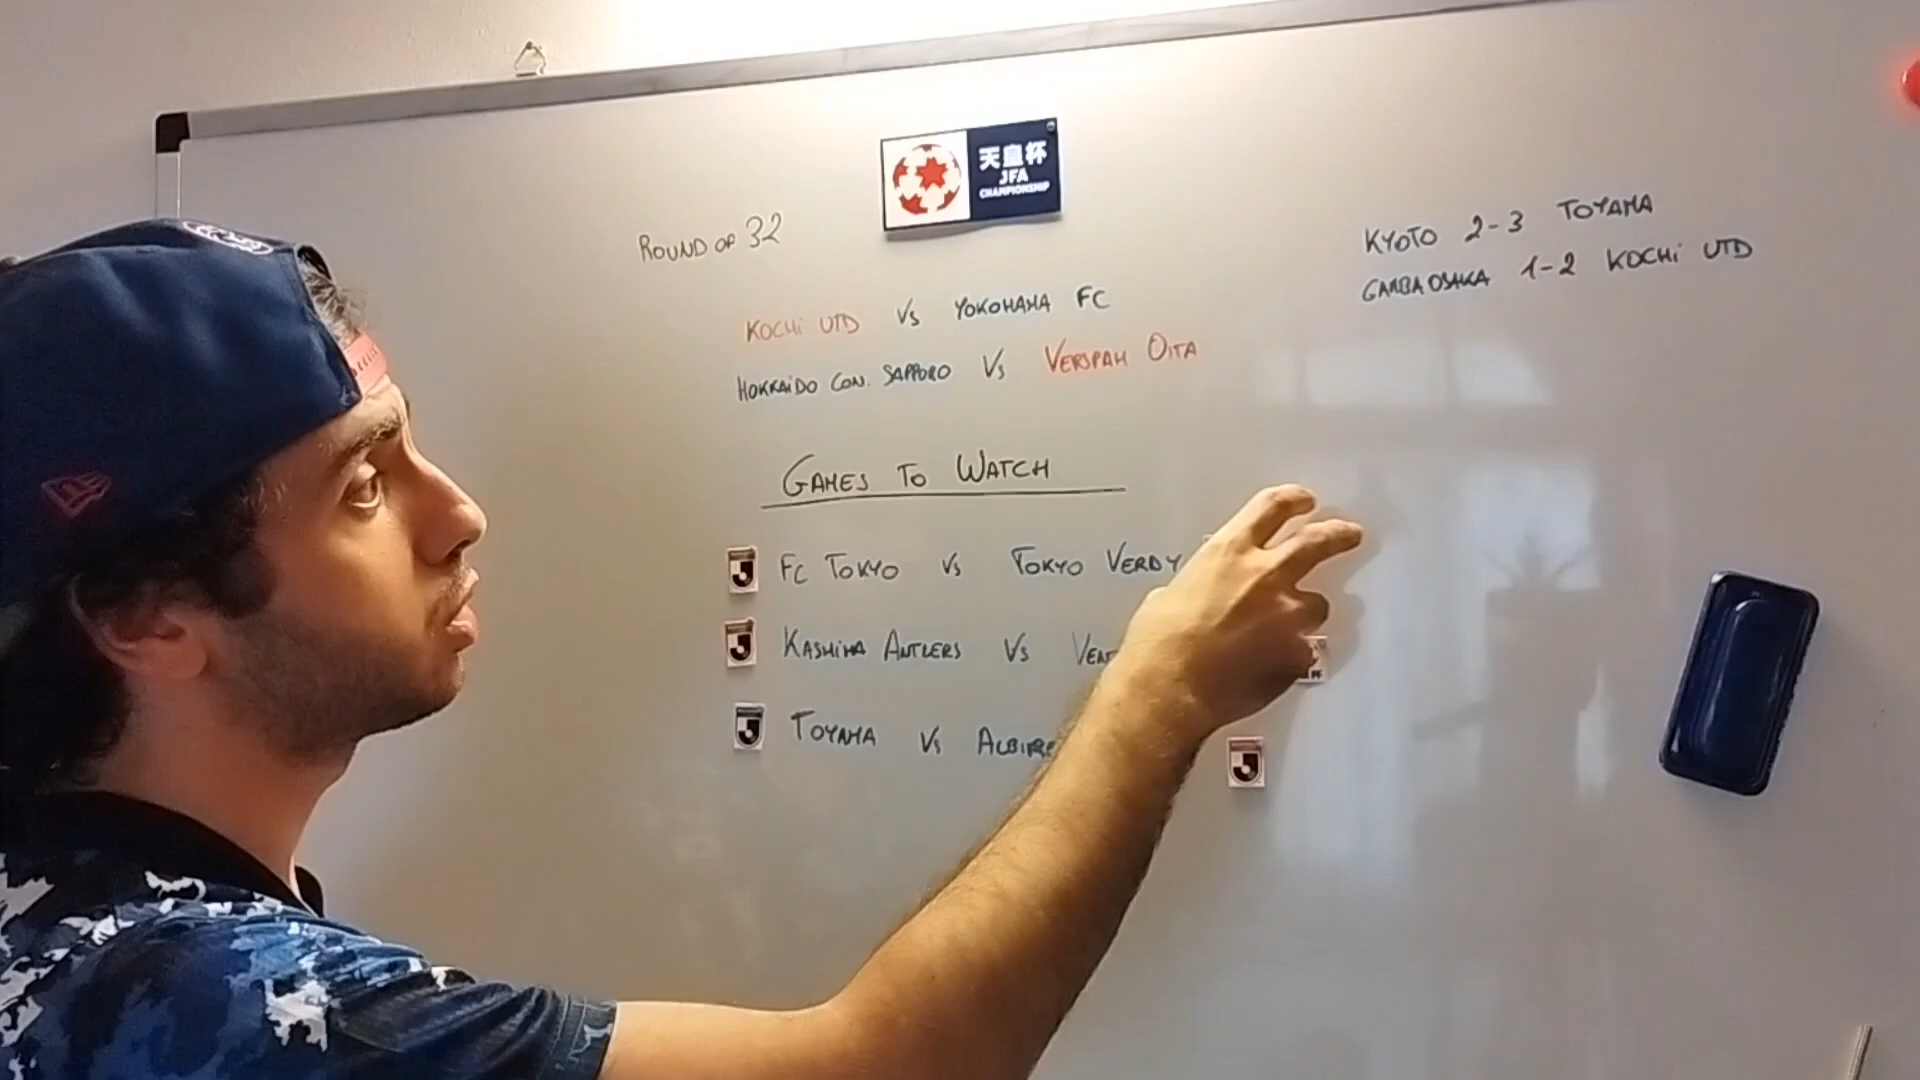 天皇杯
JFA
CHAMPIONSHIP
ROUND OF 32
KYOTO 2-3 TOYAMA
GAMBA OSAKA 1-2 KOCHi UTD
KOCHi UTD Vs YOKOHAMA FC
HOKKAiDO CON. SAPPORO Vs VERSPAH OITA
GAMES TO WATCH
FC TOKYO Vs TOKYO VERDY
KASHiMA ANTLERS Vs
TOYAMA Vs